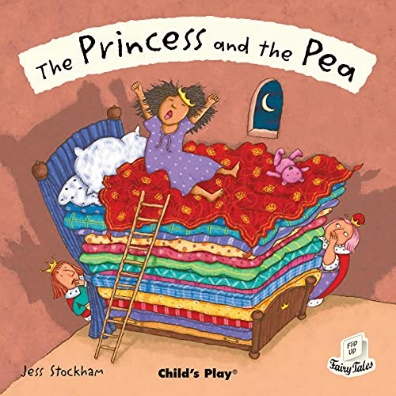 The Princess and the Pea
Jess Stockham
Child's Play®
FLIP
UP
Fairy Tales